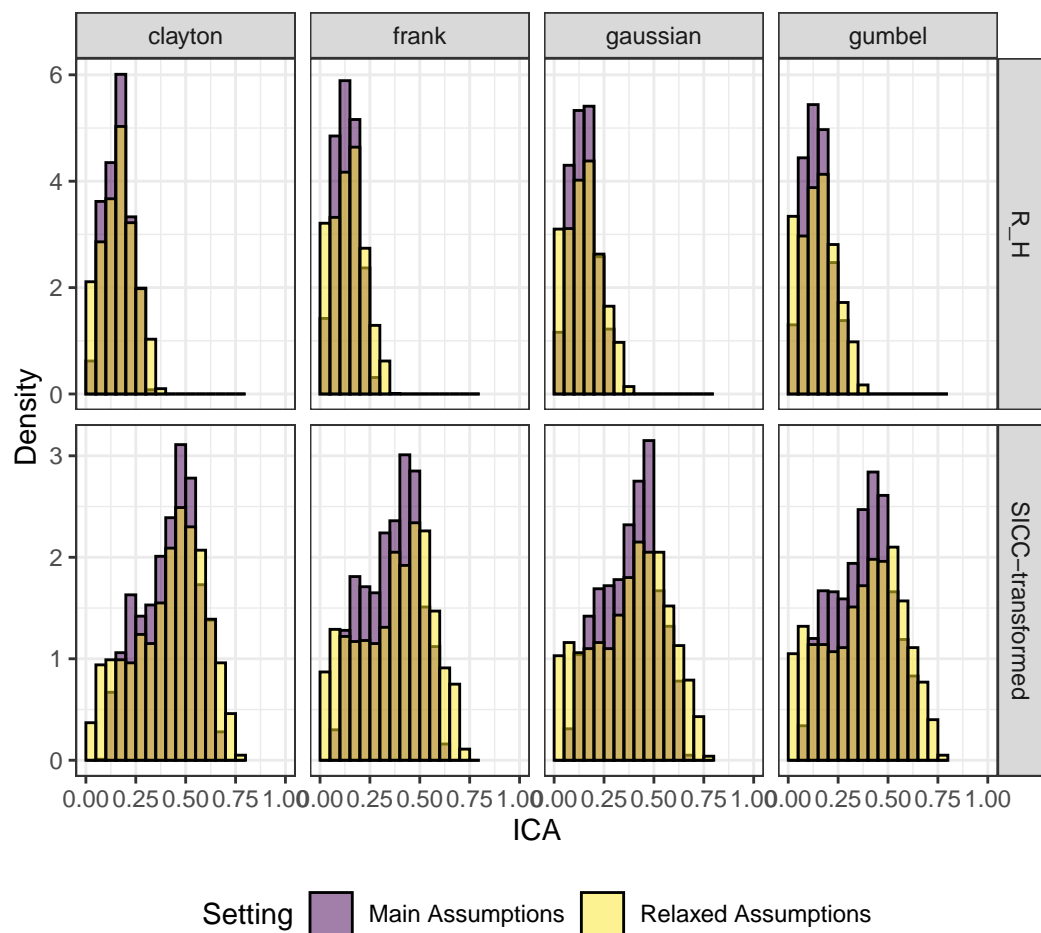 clayton frank gaussian gumbel
6
4
2
0
R_H
Density
3
2
1
0
SICC−transformed
0.00 0.25 0.50 0.75 1.00 0.00 0.25 0.50 0.75 1.00 0.00 0.25 0.50 0.75 1.00 0.00 0.25 0.50 0.75 1.00
ICA
Setting Main Assumptions Relaxed Assumptions